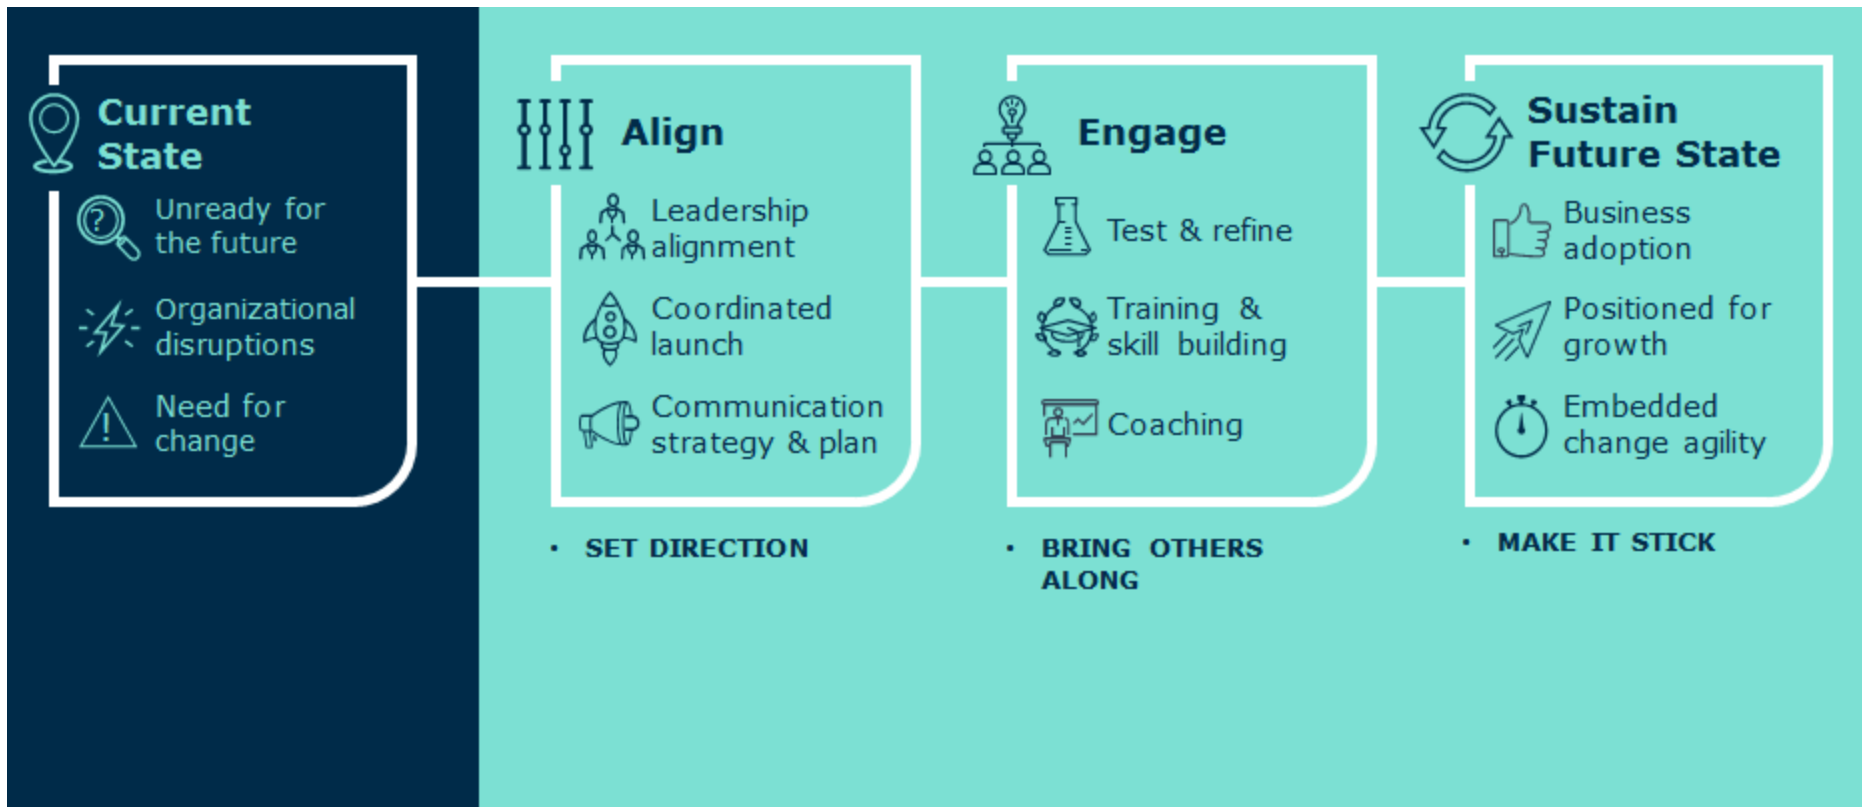 Current
State
Unready for
the future
Organizational
disruptions
Need for
change
Align
Leadership
alignment
Coordinated
launch
Communication
strategy & plan
• SET DIRECTION
Engage
Test & refine
Training &
skill building
Coaching
• BRING OTHERS
ALONG
Sustain
Future State
Business
adoption
Positioned for
growth
Embedded
change agility
• MAKE IT STICK